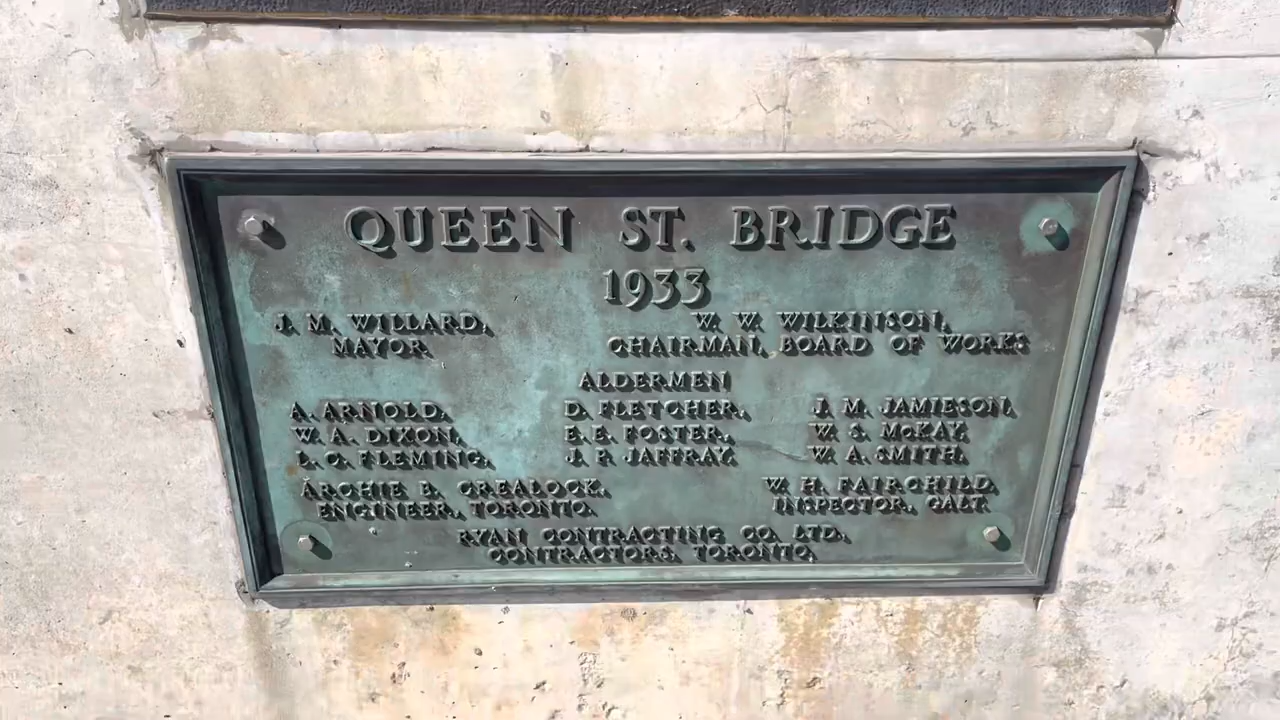 QUEEN ST. BRIDGE
1933
J. M. WILLARD,
MAYOR
W. W. WILKINSON,
CHAIRMAN, BOARD OF WORKS
ALDERMEN
A. ARNOLD, D. FLETCHER, J. M. JAMIESON,
W. A. DIXON, E. E. FOSTER, W. S. McKAY,
L. O. FLEMING, J. P. JAFFRAY, W. A. SMITH.
ARCHIE B. CREALOCK,
ENGINEER, TORONTO.
W. H. FAIRCHILD,
INSPECTOR, GALT.
RYAN CONTRACTING CO. LTD.
CONTRACTORS, TORONTO.